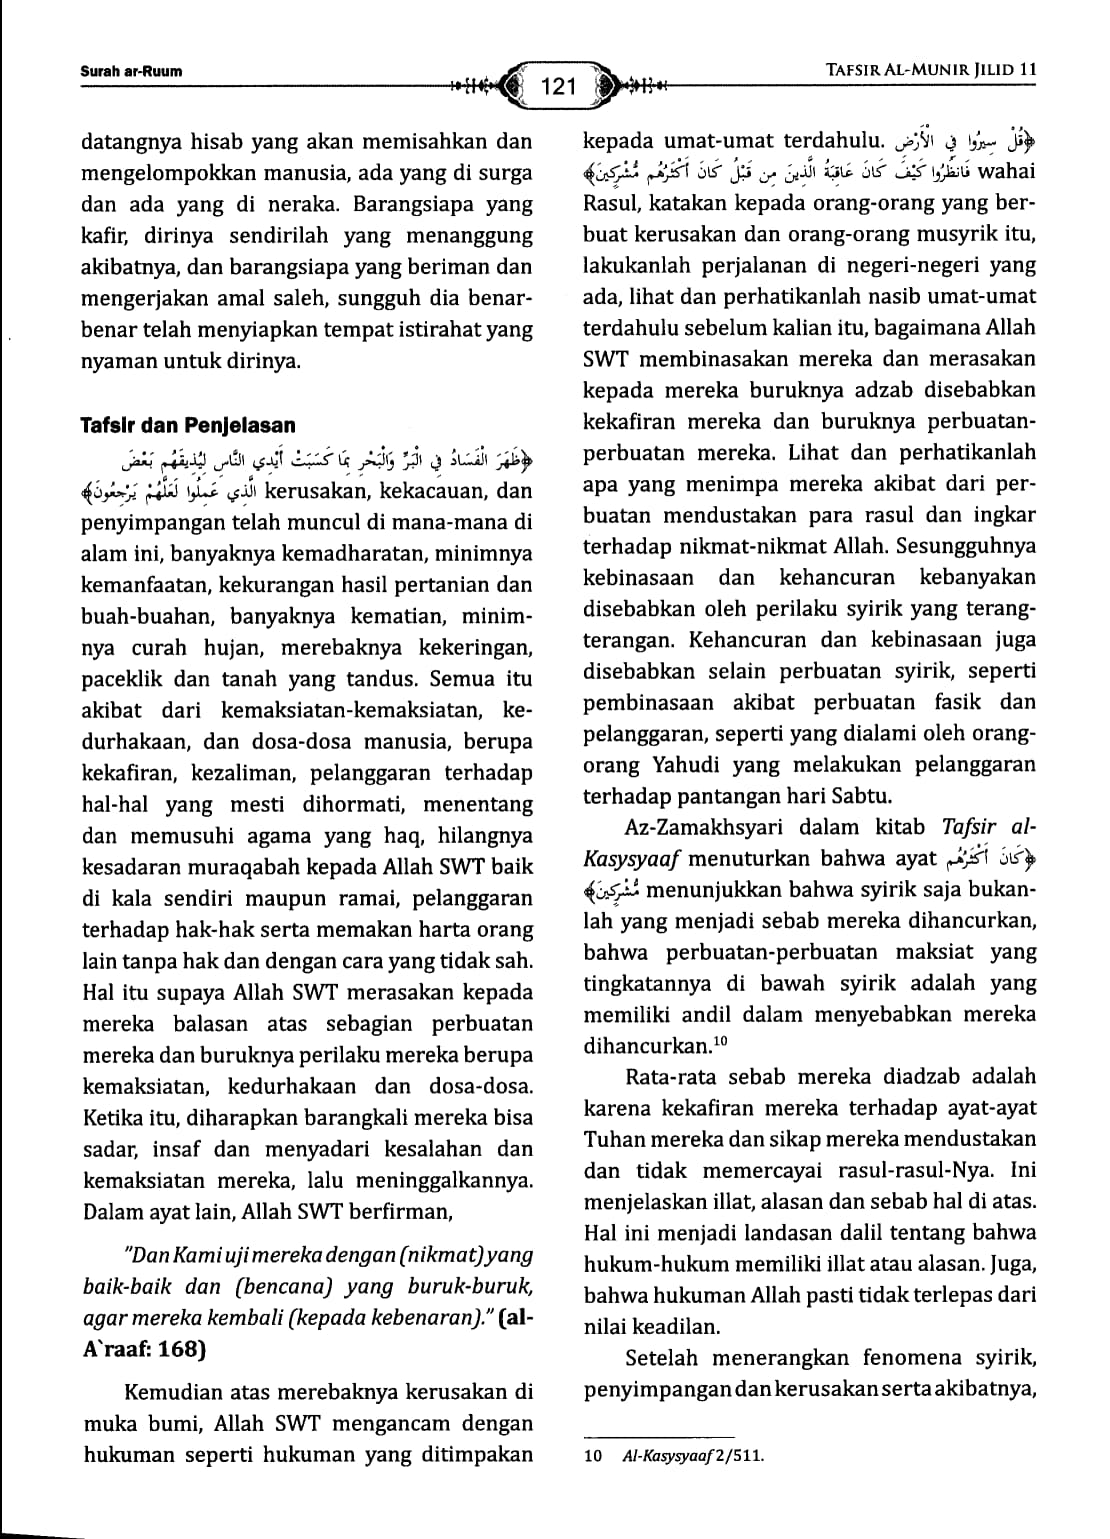 Surah ar-Ruum
121
TAFSIR AL-MUNIR JILID 11
datangnya hisab yang akan memisahkan dan
mengelompokkan manusia, ada yang di surga
dan ada yang di neraka. Barangsiapa yang
kafir, dirinya sendirilah yang menanggung
akibatnya, dan barangsiapa yang beriman dan
mengerjakan amal saleh, sungguh dia benar-
benar telah menyiapkan tempat istirahat yang
nyaman untuk dirinya.
Tafsir dan Penjelasan
﴿ظَهَرَ الْفَسَادُ فِي الْبَرِّ وَالْبَحْرِ بِمَا كَسَبَتْ أَيْدِي النَّاسِ لِيُذِيقَهُم بَعْضَ
الَّذِي عَمِلُوا لَعَلَّهُمْ يَرْجِعُونَ﴾ kerusakan, kekacauan, dan
penyimpangan telah muncul di mana-mana di
alam ini, banyaknya kemadharatan, minimnya
kemanfaatan, kekurangan hasil pertanian dan
buah-buahan, banyaknya kematian, minim-
nya curah hujan, merebaknya kekeringan,
paceklik dan tanah yang tandus. Semua itu
akibat dari kemaksiatan-kemaksiatan, ke-
durhakaan, dan dosa-dosa manusia, berupa
kekafiran, kezaliman, pelanggaran terhadap
hal-hal yang mesti dihormati, menentang
dan memusuhi agama yang haq, hilangnya
kesadaran muraqabah kepada Allah SWT baik
di kala sendiri maupun ramai, pelanggaran
terhadap hak-hak serta memakan harta orang
lain tanpa hak dan dengan cara yang tidak sah.
Hal itu supaya Allah SWT merasakan kepada
mereka balasan atas sebagian perbuatan
mereka dan buruknya perilaku mereka berupa
kemaksiatan, kedurhakaan dan dosa-dosa.
Ketika itu, diharapkan barangkali mereka bisa
sadar, insaf dan menyadari kesalahan dan
kemaksiatan mereka, lalu meninggalkannya.
Dalam ayat lain, Allah SWT berfirman,
"Dan Kami uji mereka dengan (nikmat) yang
baik-baik dan (bencana) yang buruk-buruk,
agar mereka kembali (kepada kebenaran)." (al-
A`raaf: 168)
Kemudian atas merebaknya kerusakan di
muka bumi, Allah SWT mengancam dengan
hukuman seperti hukuman yang ditimpakan
kepada umat-umat terdahulu. ﴿قُلْ سِيرُوا فِي الْأَرْضِ
فَانظُرُوا كَيْفَ كَانَ عَاقِبَةُ الَّذِينَ مِن قَبْلُ كَانَ أَكْثَرُهُم مُّشْرِكِينَ﴾ wahai
Rasul, katakan kepada orang-orang yang ber-
buat kerusakan dan orang-orang musyrik itu,
lakukanlah perjalanan di negeri-negeri yang
ada, lihat dan perhatikanlah nasib umat-umat
terdahulu sebelum kalian itu, bagaimana Allah
SWT membinasakan mereka dan merasakan
kepada mereka buruknya adzab disebabkan
kekafiran mereka dan buruknya perbuatan-
perbuatan mereka. Lihat dan perhatikanlah
apa yang menimpa mereka akibat dari per-
buatan mendustakan para rasul dan ingkar
terhadap nikmat-nikmat Allah. Sesungguhnya
kebinasaan dan kehancuran kebanyakan
disebabkan oleh perilaku syirik yang terang-
terangan. Kehancuran dan kebinasaan juga
disebabkan selain perbuatan syirik, seperti
pembinasaan akibat perbuatan fasik dan
pelanggaran, seperti yang dialami oleh orang-
orang Yahudi yang melakukan pelanggaran
terhadap pantangan hari Sabtu.
Az-Zamakhsyari dalam kitab Tafsir al-
Kasysyaaf menuturkan bahwa ayat ﴿كَانَ أَكْثَرُهُم
مُّشْرِكِينَ﴾ menunjukkan bahwa syirik saja bukan-
lah yang menjadi sebab mereka dihancurkan,
bahwa perbuatan-perbuatan maksiat yang
tingkatannya di bawah syirik adalah yang
memiliki andil dalam menyebabkan mereka
dihancurkan.¹⁰
Rata-rata sebab mereka diadzab adalah
karena kekafiran mereka terhadap ayat-ayat
Tuhan mereka dan sikap mereka mendustakan
dan tidak memercayai rasul-rasul-Nya. Ini
menjelaskan illat, alasan dan sebab hal di atas.
Hal ini menjadi landasan dalil tentang bahwa
hukum-hukum memiliki illat atau alasan. Juga,
bahwa hukuman Allah pasti tidak terlepas dari
nilai keadilan.
Setelah menerangkan fenomena syirik,
penyimpangan dan kerusakan serta akibatnya,
10 Al-Kasysyaaf 2/511.